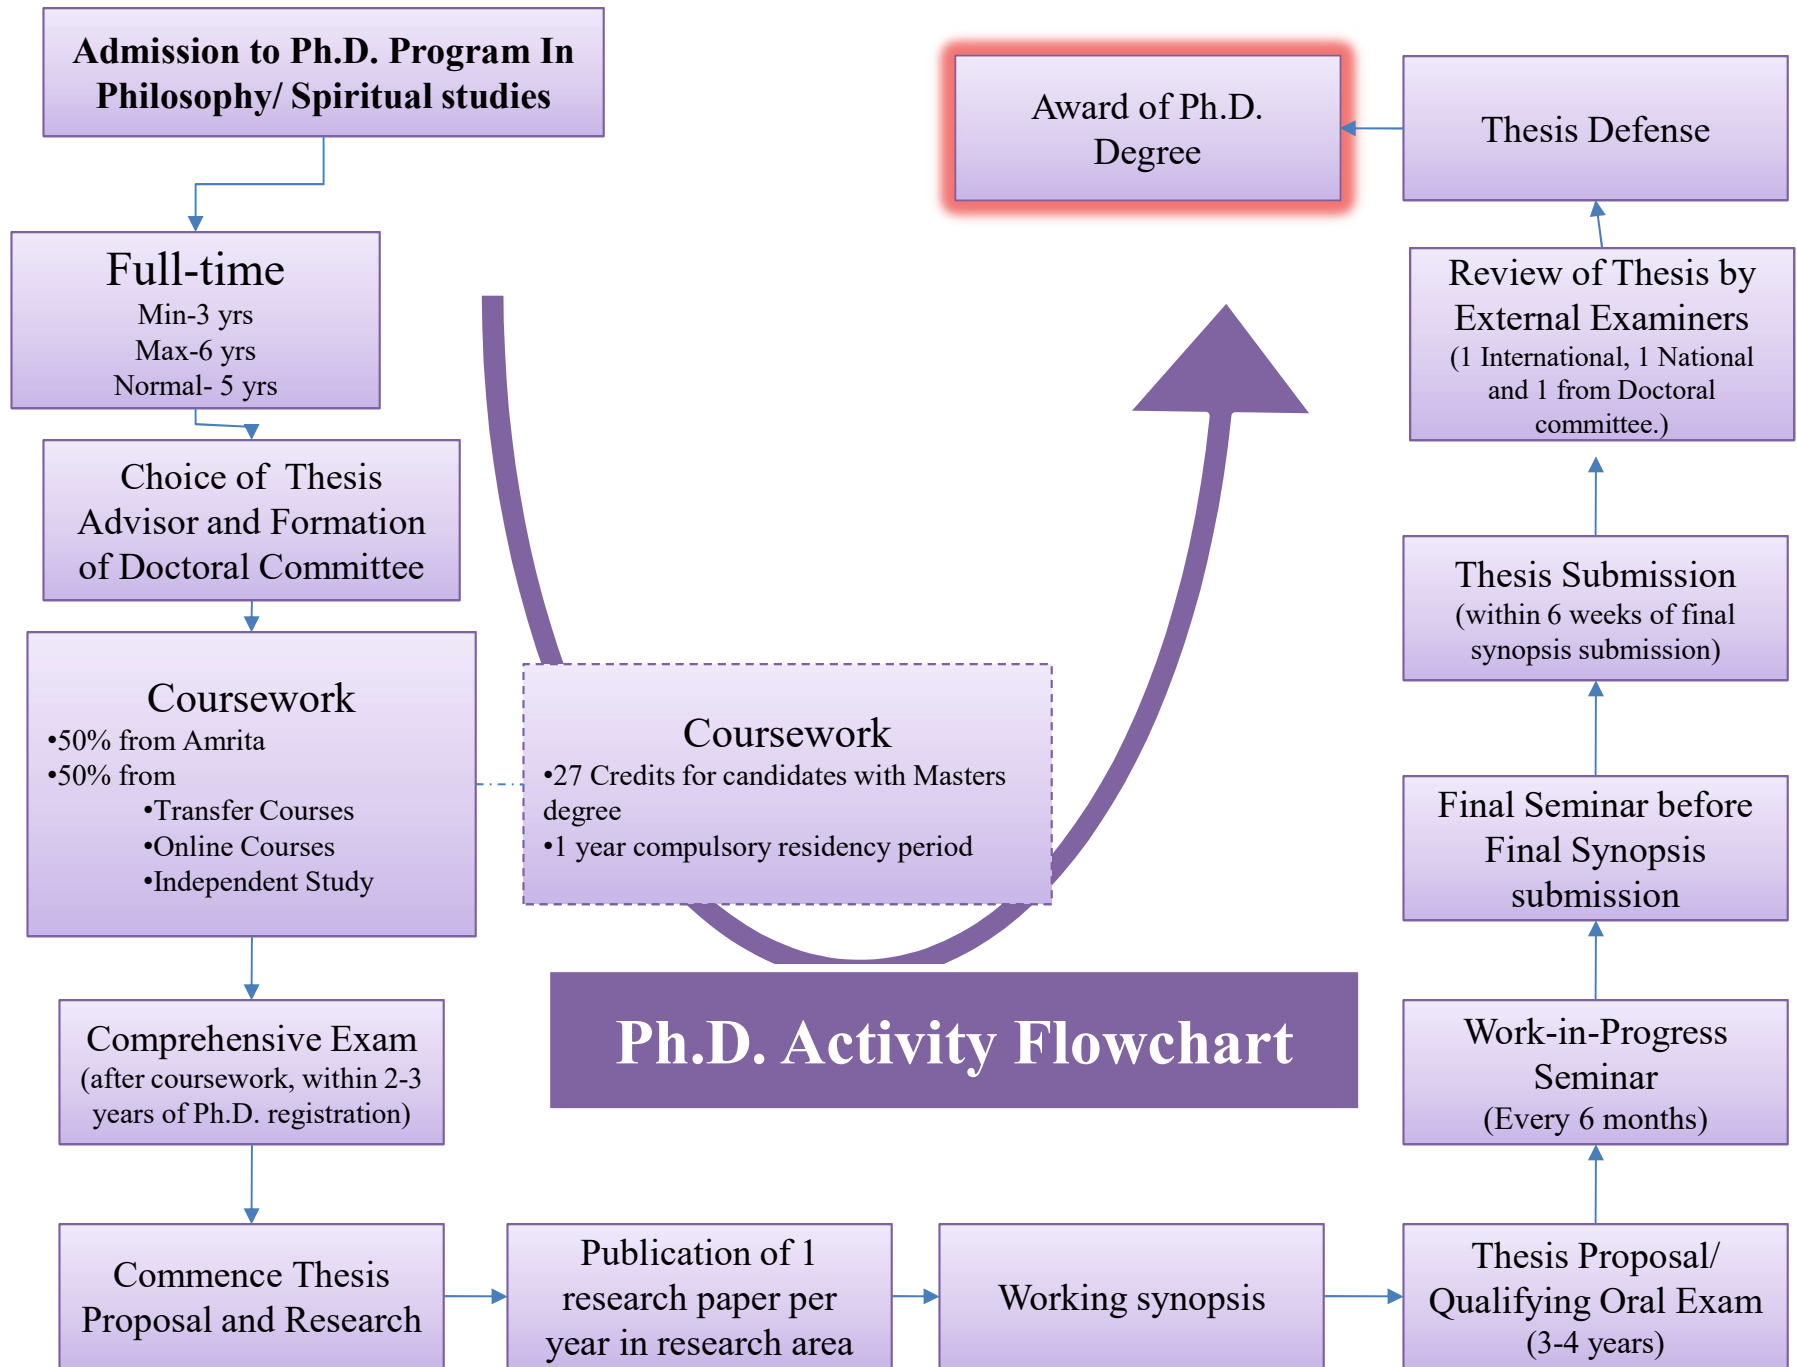 Admission to Ph.D. Program In
Philosophy/ Spiritual studies
Full-time
Min-3 yrs
Max-6 yrs
Normal- 5 yrs
Choice of  Thesis
Advisor and Formation
of Doctoral Committee
Coursework
•50% from Amrita
•50% from
•Transfer Courses
•Online Courses
•Independent Study
Coursework
•27 Credits for candidates with Masters
degree
•1 year compulsory residency period
Comprehensive Exam
(after coursework, within 2-3
years of Ph.D. registration)
Commence Thesis
Proposal and Research
Publication of 1
research paper per
year in research area
Working synopsis
Thesis Proposal/
Qualifying Oral Exam
(3-4 years)
Work-in-Progress
Seminar
(Every 6 months)
Final Seminar before
Final Synopsis
submission
Thesis Submission
(within 6 weeks of final
synopsis submission)
Review of Thesis by
External Examiners
(1 International, 1 National
and 1 from Doctoral
committee.)
Thesis Defense
Award of Ph.D.
Degree
Ph.D. Activity Flowchart